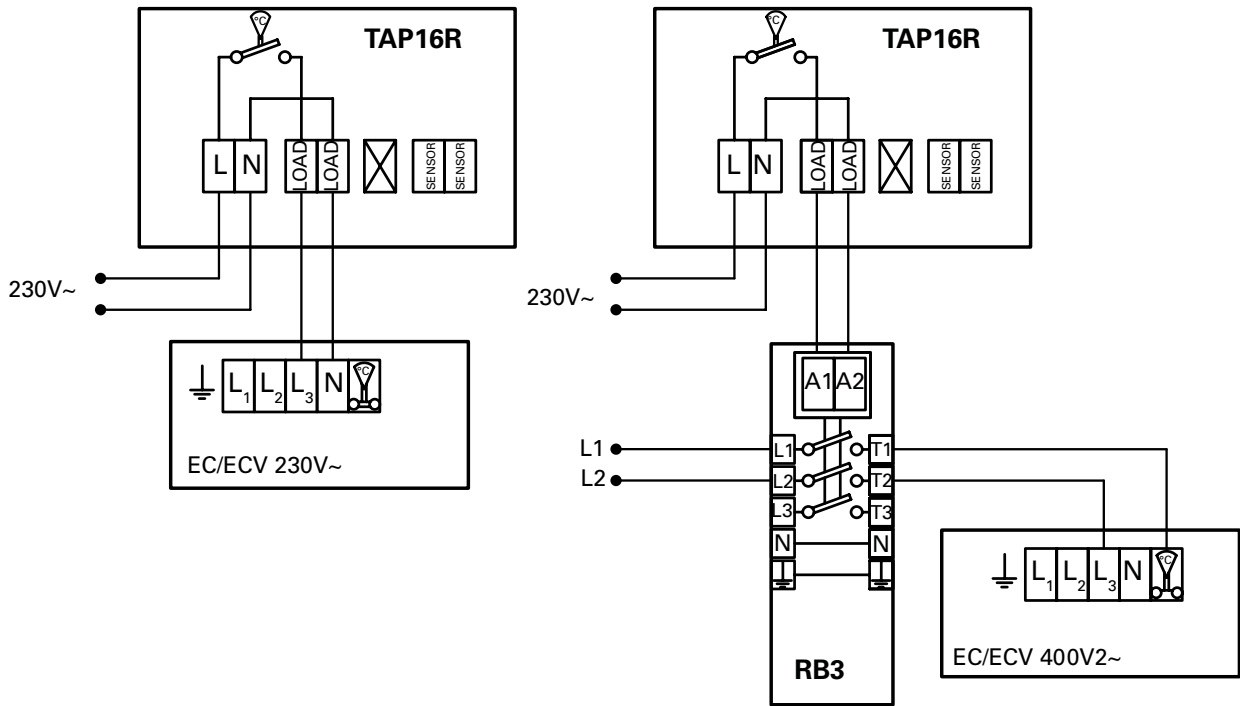 °C
TAP16R
L N LOAD LOAD SENSOR SENSOR
230V~
L1 L2 L3 N °C
EC/ECV 230V~
°C
TAP16R
L N LOAD LOAD SENSOR SENSOR
230V~
A1 A2
L1 L1 T1
L2 L2 T2
L3 T3
N N
RB3
L1 L2 L3 N °C
EC/ECV 400V2~